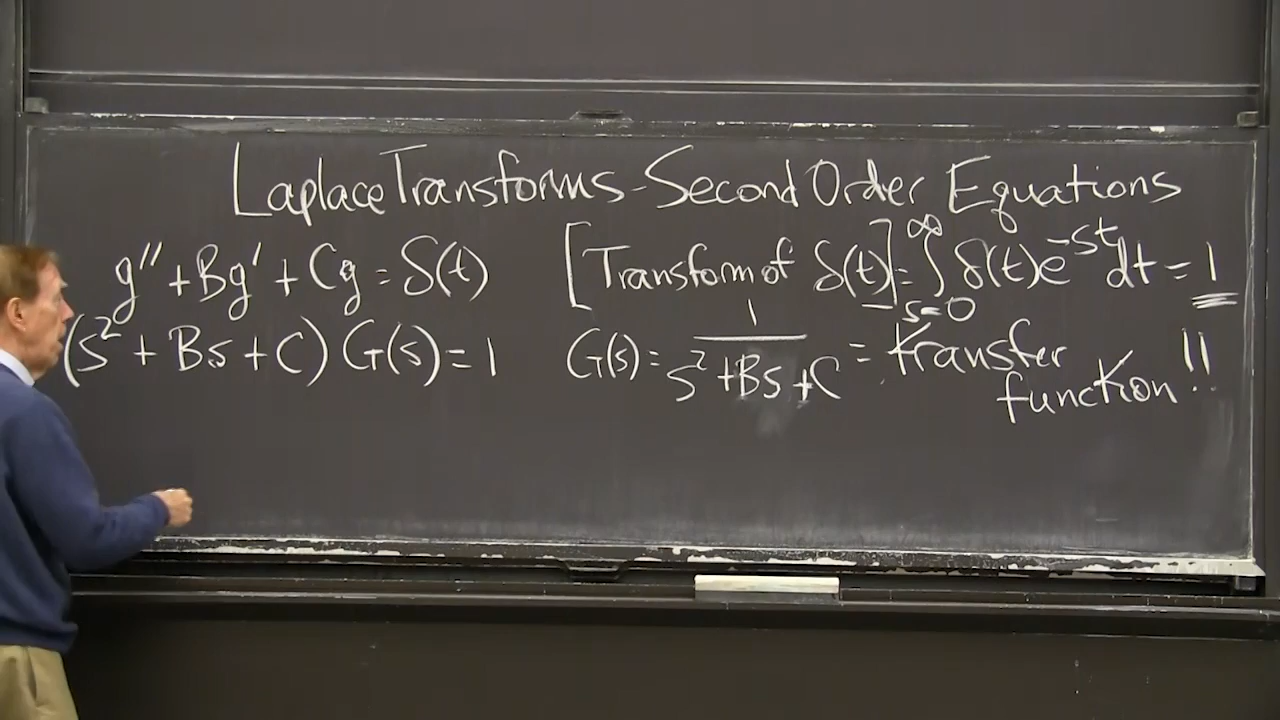 Laplace Transforms - Second Order Equations
g'' + Bg' + Cg = δ(t) [Transform of δ(t)] = ∫_{s=0}^{∞} δ(t)e^{-st}dt = 1
(s² + Bs + C) G(s) = 1 G(s) = 1/(s² + Bs + C) = transfer function!!